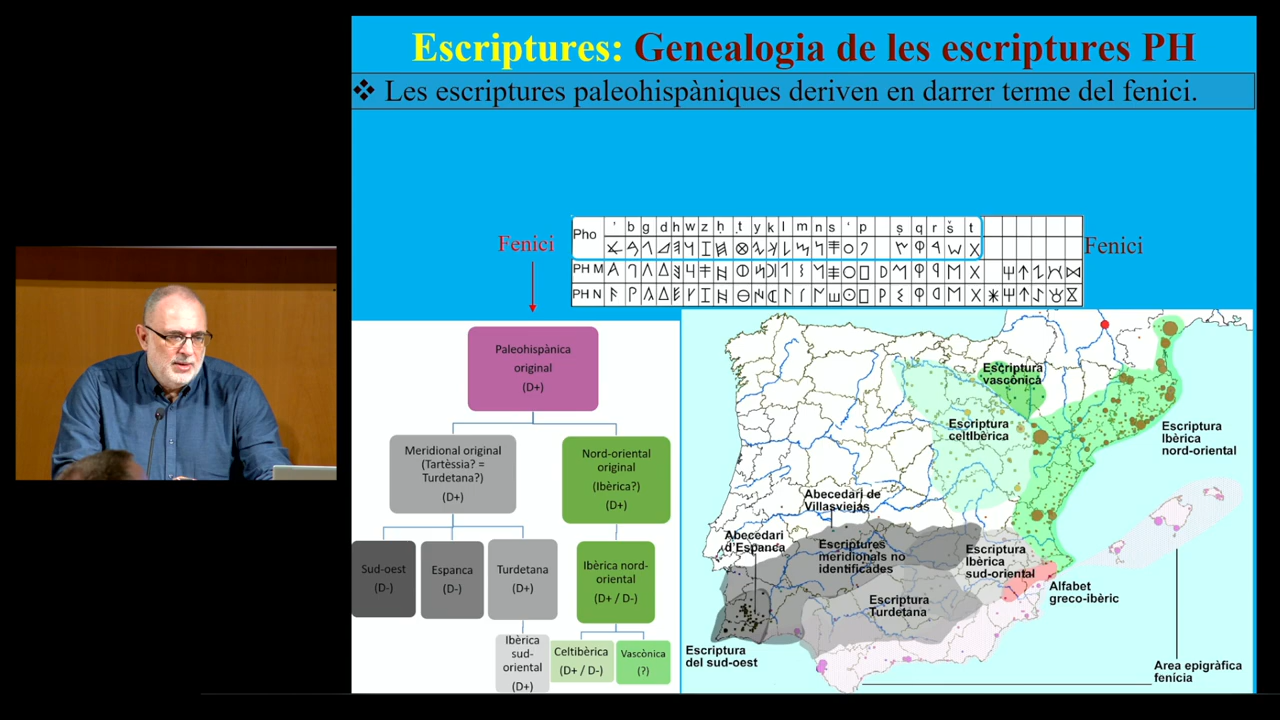 Escriptures: Genealogia de les escriptures PH
❖ Les escriptures paleohispàniques deriven en darrer terme del fenici.
Fenici
Pho
ʾ b g d h w z ḥ ṭ y k l m n s ʿ p ṣ q r š t
PH M
PH N
Fenici
Paleohispànica
original
(D+)
Meridional original
(Tartèssia? =
Turdetana?)
(D+)
Nord-oriental
original
(Ibèrica?)
(D+)
Sud-oest
(D-)
Espanca
(D-)
Turdetana
(D+)
Ibèrica nord-
oriental
(D+ / D-)
Ibèrica
sud-
oriental
(D+)
Celtibèrica
(D+ / D-)
Vascònica
(?)
Escriptura
vascònica
Escriptura
celtIbèrica
Escriptura
Ibèrica
nord-oriental
Abecedari de
Villasviejas
Abecedari
d'Espanca
Escriptures
meridionals no
identificades
Escriptura
Ibèrica
sud-oriental
Escriptura
Turdetana
Alfabet
greco-ibèric
Escriptura
del sud-oest
Area epigràfica
fenícia